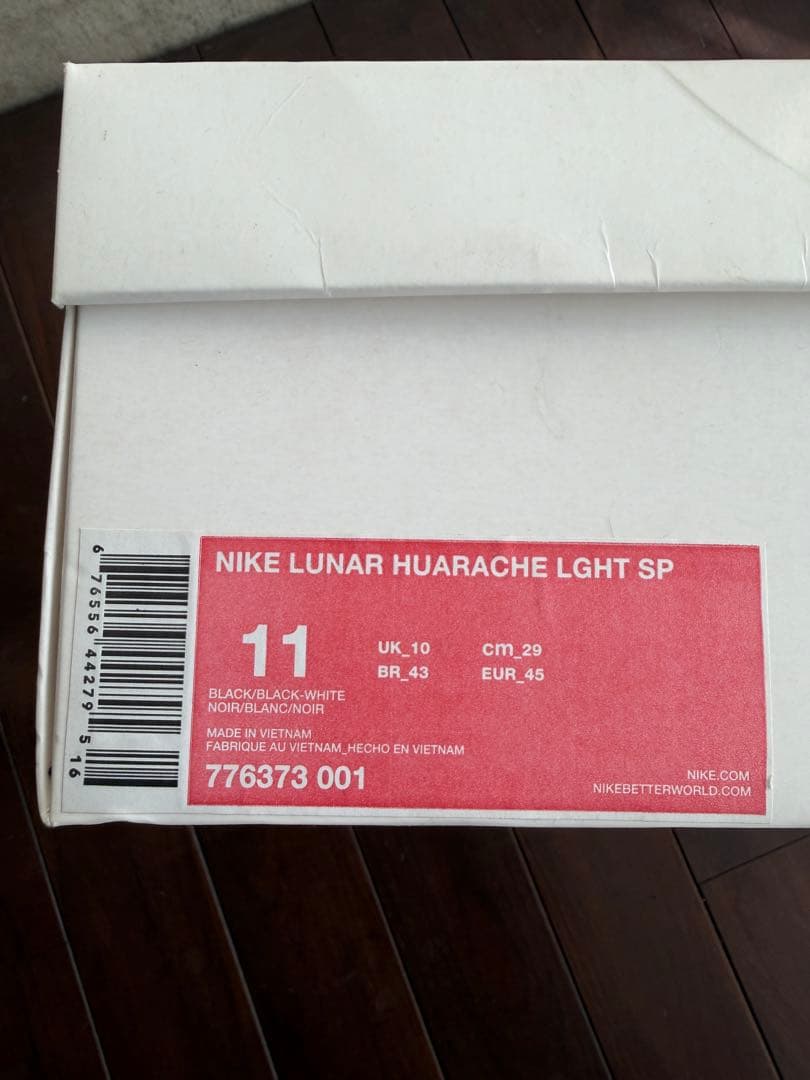 NIKE LUNAR HUARACHE LGHT SP
11
UK_10 cm_29
BR_43 EUR_45
BLACK/BLACK-WHITE
NOIR/BLANC/NOIR
MADE IN VIETNAM
FABRIQUE AU VIETNAM_HECHO EN VIETNAM
776373 001
NIKE.COM
NIKEBETTERWORLD.COM
6 76556 44279 5 16